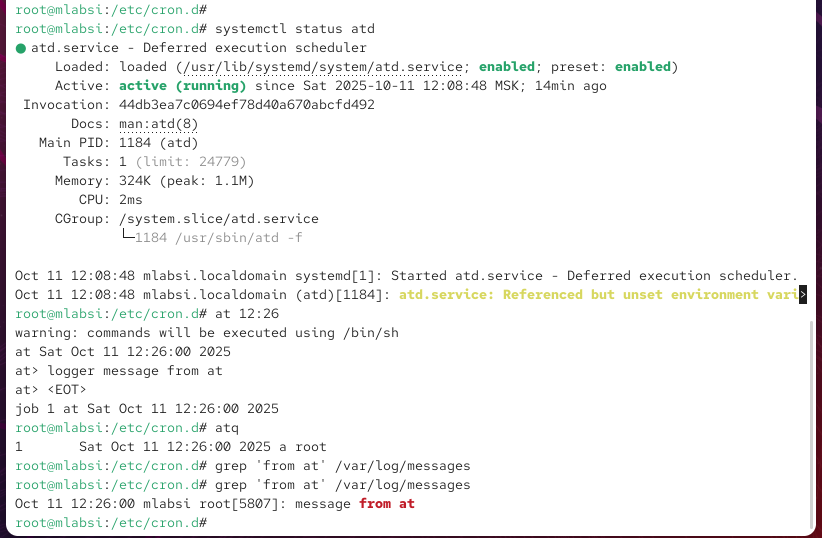 root@mlabsi:/etc/cron.d#
root@mlabsi:/etc/cron.d# systemctl status atd
● atd.service - Deferred execution scheduler
     Loaded: loaded (/usr/lib/systemd/system/atd.service; enabled; preset: enabled)
     Active: active (running) since Sat 2025-10-11 12:08:48 MSK; 14min ago
 Invocation: 44db3ea7c0694ef78d40a670abcfd492
       Docs: man:atd(8)
   Main PID: 1184 (atd)
      Tasks: 1 (limit: 24779)
     Memory: 324K (peak: 1.1M)
        CPU: 2ms
     CGroup: /system.slice/atd.service
             └─1184 /usr/sbin/atd -f

Oct 11 12:08:48 mlabsi.localdomain systemd[1]: Started atd.service - Deferred execution scheduler.
Oct 11 12:08:48 mlabsi.localdomain (atd)[1184]: atd.service: Referenced but unset environment vari>
root@mlabsi:/etc/cron.d# at 12:26
warning: commands will be executed using /bin/sh
at Sat Oct 11 12:26:00 2025
at> logger message from at
at> <EOT>
job 1 at Sat Oct 11 12:26:00 2025
root@mlabsi:/etc/cron.d# atq
1       Sat Oct 11 12:26:00 2025 a root
root@mlabsi:/etc/cron.d# grep 'from at' /var/log/messages
root@mlabsi:/etc/cron.d# grep 'from at' /var/log/messages
Oct 11 12:26:00 mlabsi root[5807]: message from at
root@mlabsi:/etc/cron.d#